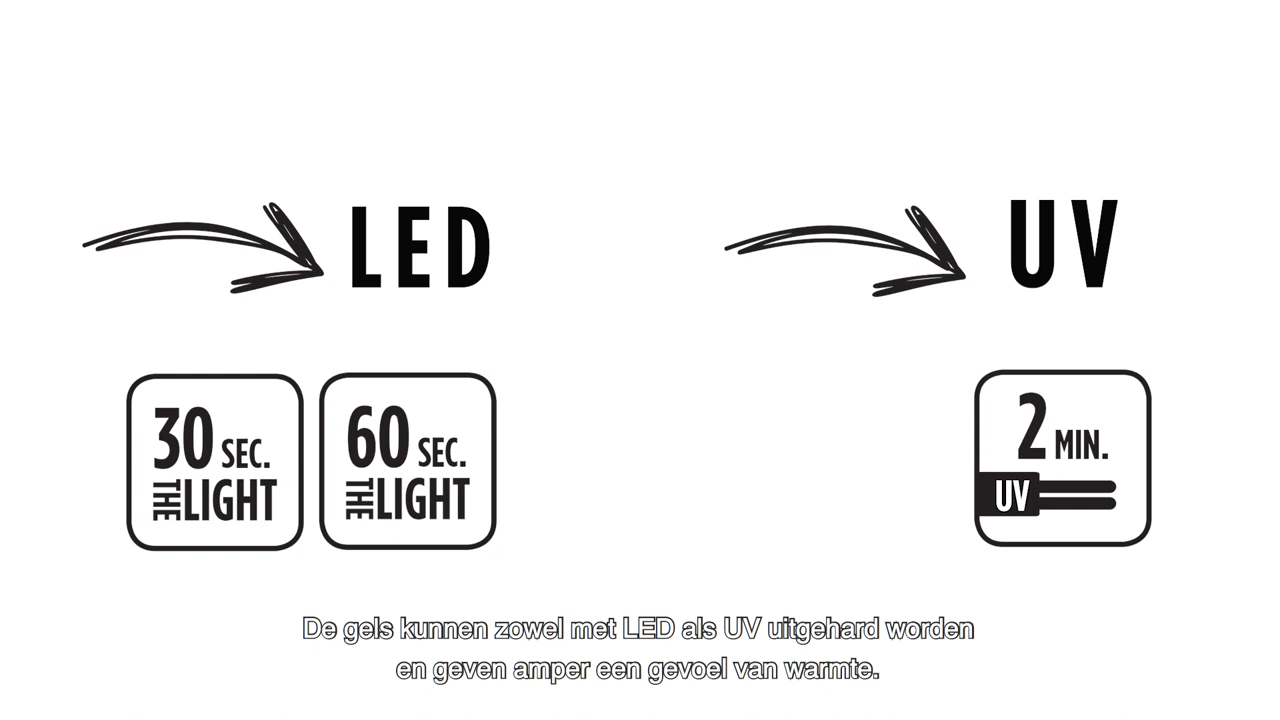 LED
UV
30 SEC.
THE LIGHT
60 SEC.
THE LIGHT
2 MIN.
UV
De gels kunnen zowel met LED als UV uitgehard worden
en geven amper een gevoel van warmte.